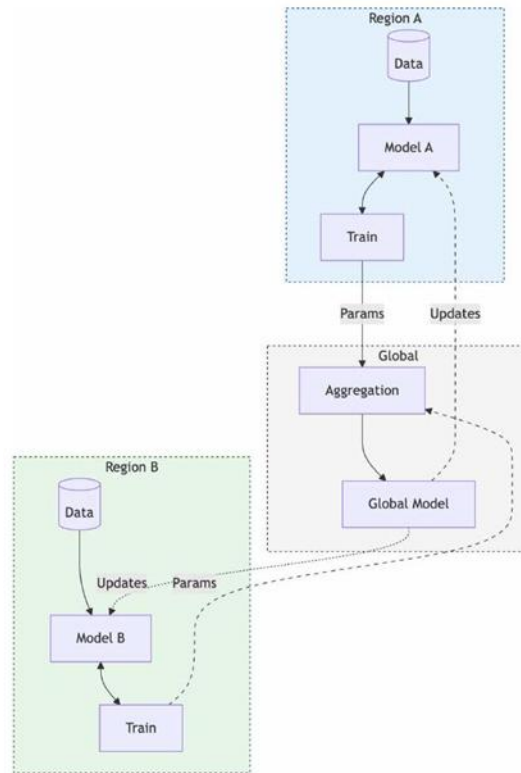 Region A
Data
Model A
Train
Params
Updates
Global
Aggregation
Global Model
Region B
Data
Updates
Params
Model B
Train